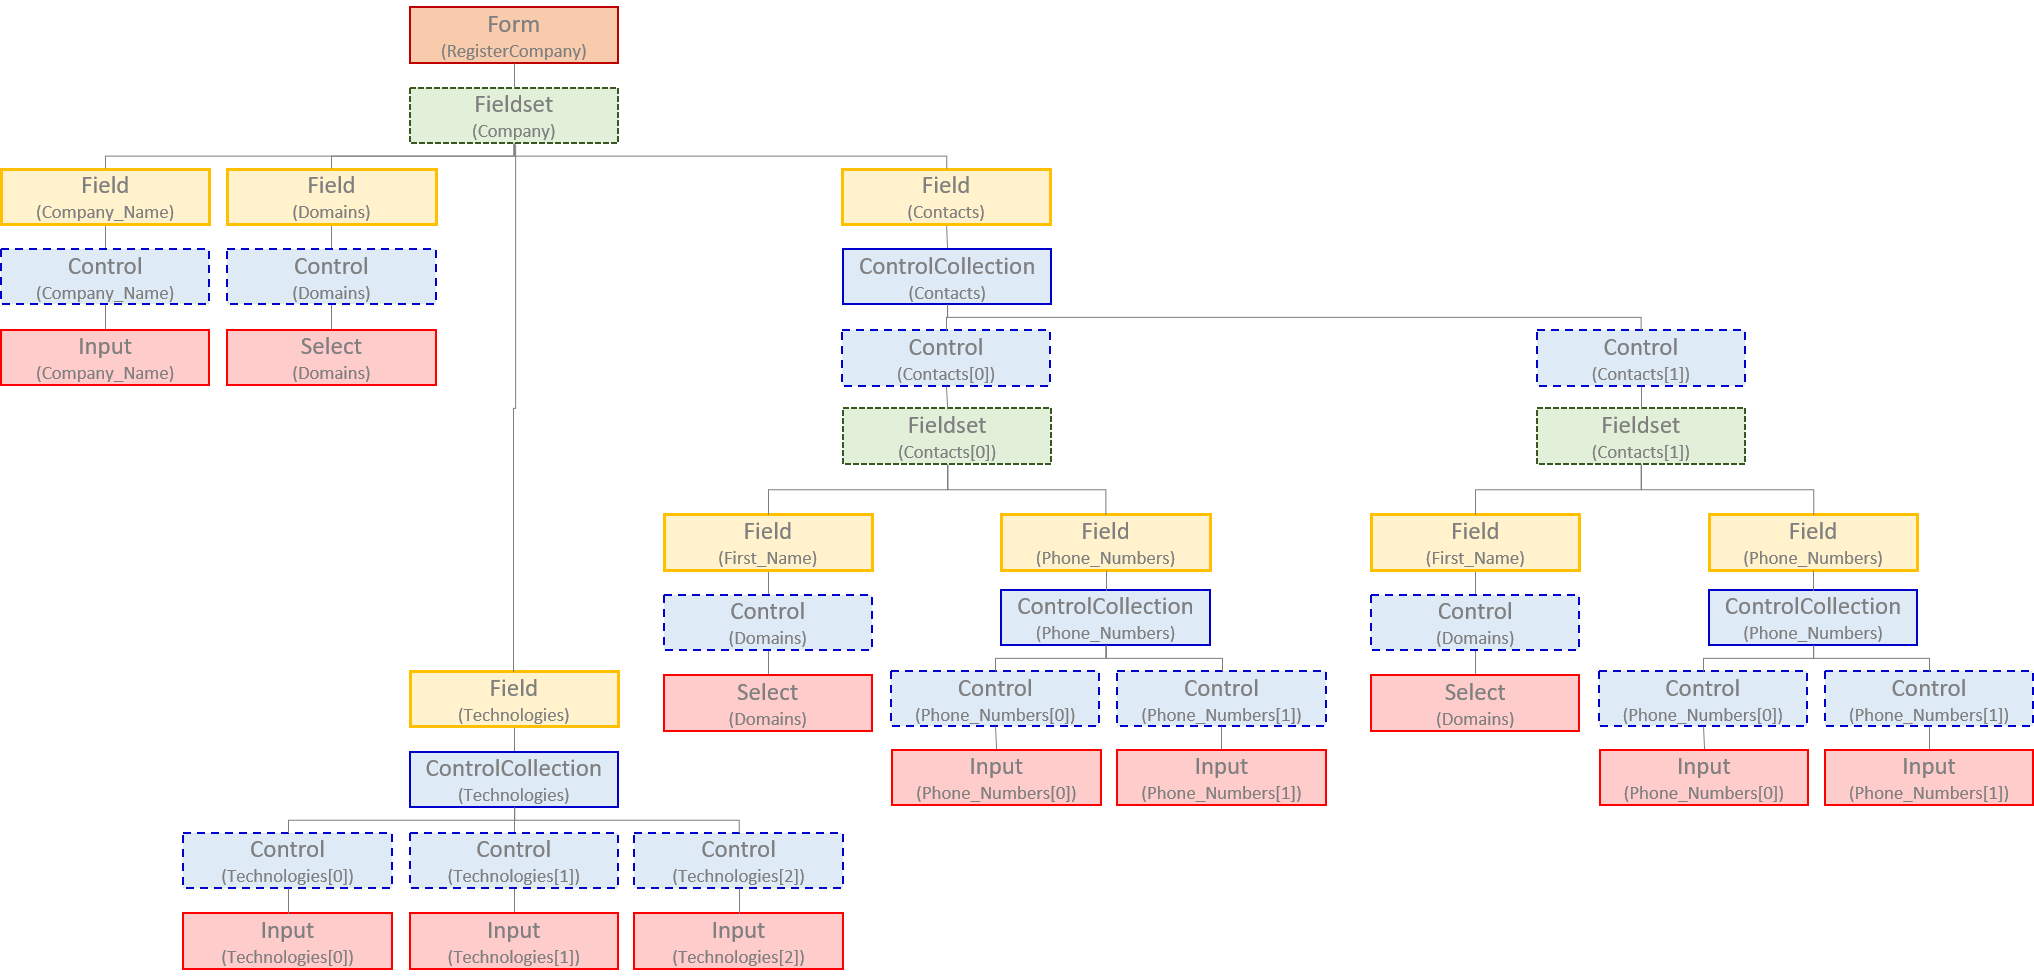 Form
(RegisterCompany)
Fieldset
(Company)
Field
(Company_Name)
Field
(Domains)
Field
(Contacts)
Control
(Company_Name)
Control
(Domains)
ControlCollection
(Contacts)
Input
(Company_Name)
Select
(Domains)
Control
(Contacts[0])
Control
(Contacts[1])
Fieldset
(Contacts[0])
Fieldset
(Contacts[1])
Field
(First_Name)
Field
(Phone_Numbers)
Field
(First_Name)
Field
(Phone_Numbers)
Control
(Domains)
ControlCollection
(Phone_Numbers)
Control
(Domains)
ControlCollection
(Phone_Numbers)
Field
(Technologies)
Select
(Domains)
Control
(Phone_Numbers[0])
Control
(Phone_Numbers[1])
Select
(Domains)
Control
(Phone_Numbers[0])
Control
(Phone_Numbers[1])
ControlCollection
(Technologies)
Input
(Phone_Numbers[0])
Input
(Phone_Numbers[1])
Input
(Phone_Numbers[0])
Input
(Phone_Numbers[1])
Control
(Technologies[0])
Control
(Technologies[1])
Control
(Technologies[2])
Input
(Technologies[0])
Input
(Technologies[1])
Input
(Technologies[2])